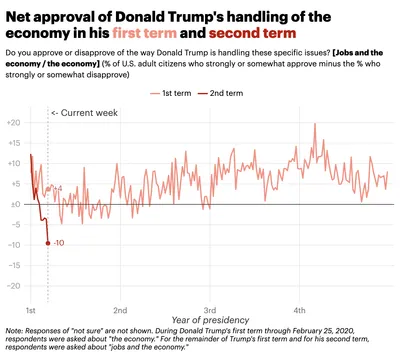 Net approval of Donald Trump's handling of the
economy in his first term and second term
Do you approve or disapprove of the way Donald Trump is handling these specific issues? [Jobs and the
economy / the economy] (% of U.S. adult citizens who strongly or somewhat approve minus the % who
strongly or somewhat disapprove)
1st term 2nd term
<- Current week
+20
+15
+10
+5
+4
±0
−5
-10
−10
−15
−20
1st 2nd 3rd 4th
Year of presidency
Note: Responses of "not sure" are not shown. During Donald Trump's first term through February 25, 2020,
respondents were asked about "the economy." For the remainder of Trump's first term and for his second term,
respondents were asked about "jobs and the economy."